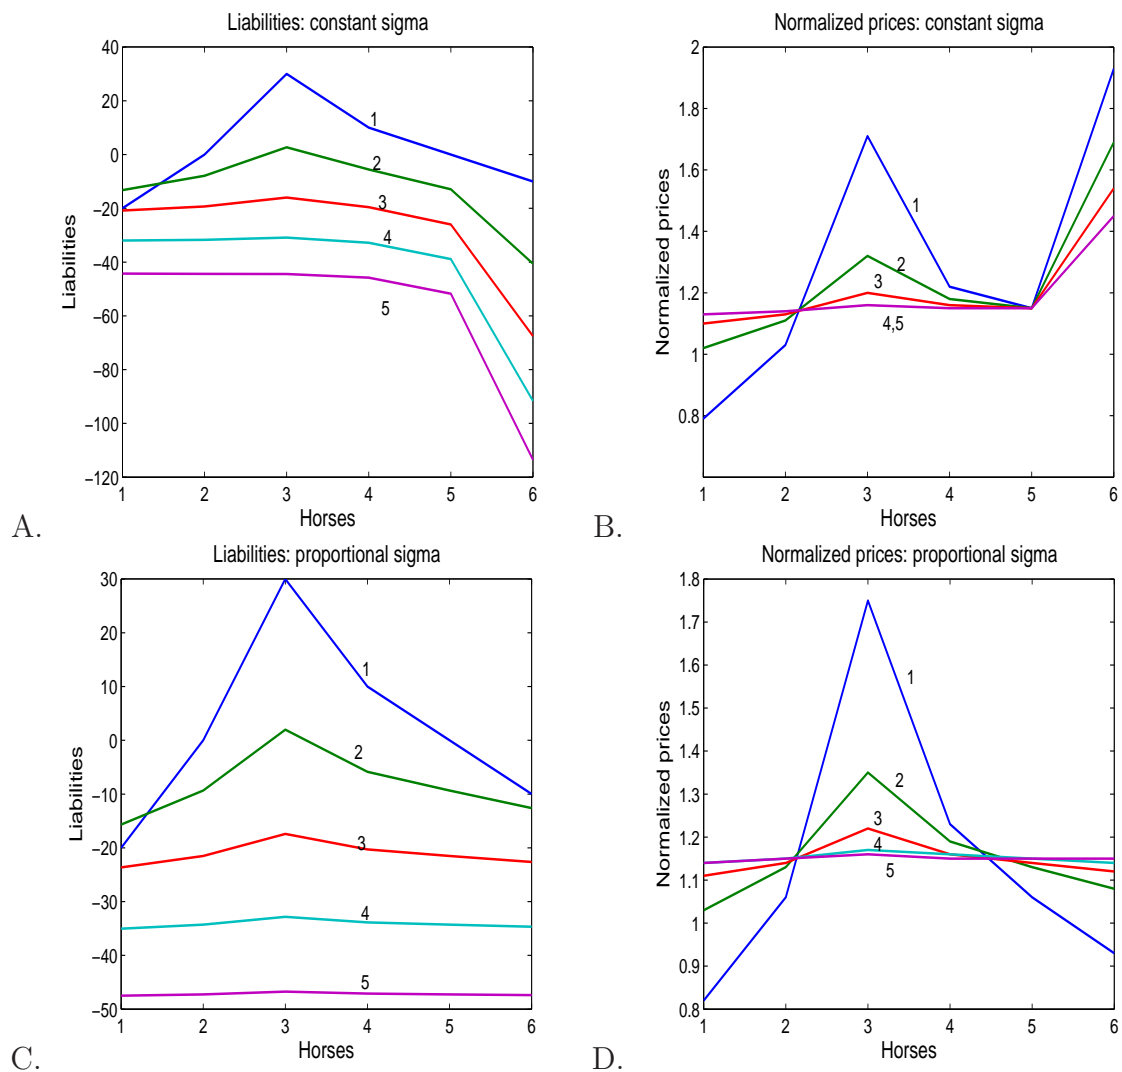 Liabilities: constant sigma
40
20
0
−20
−40
−60
−80
−100
−120
Liabilities
1
2
3
4
5
1 2 3 4 5 6
Horses
A.
Normalized prices: constant sigma
2
1.8
1.6
1.4
1.2
1
0.8
Normalized prices
1
2
3
4,5
1 2 3 4 5 6
Horses
B.
Liabilities: proportional sigma
30
20
10
0
−10
−20
−30
−40
−50
Liabilities
1
2
3
4
5
1 2 3 4 5 6
Horses
C.
Normalized prices: proportional sigma
1.8
1.7
1.6
1.5
1.4
1.3
1.2
1.1
1
0.9
0.8
Normalized prices
1
2
3
4
5
1 2 3 4 5 6
Horses
D.